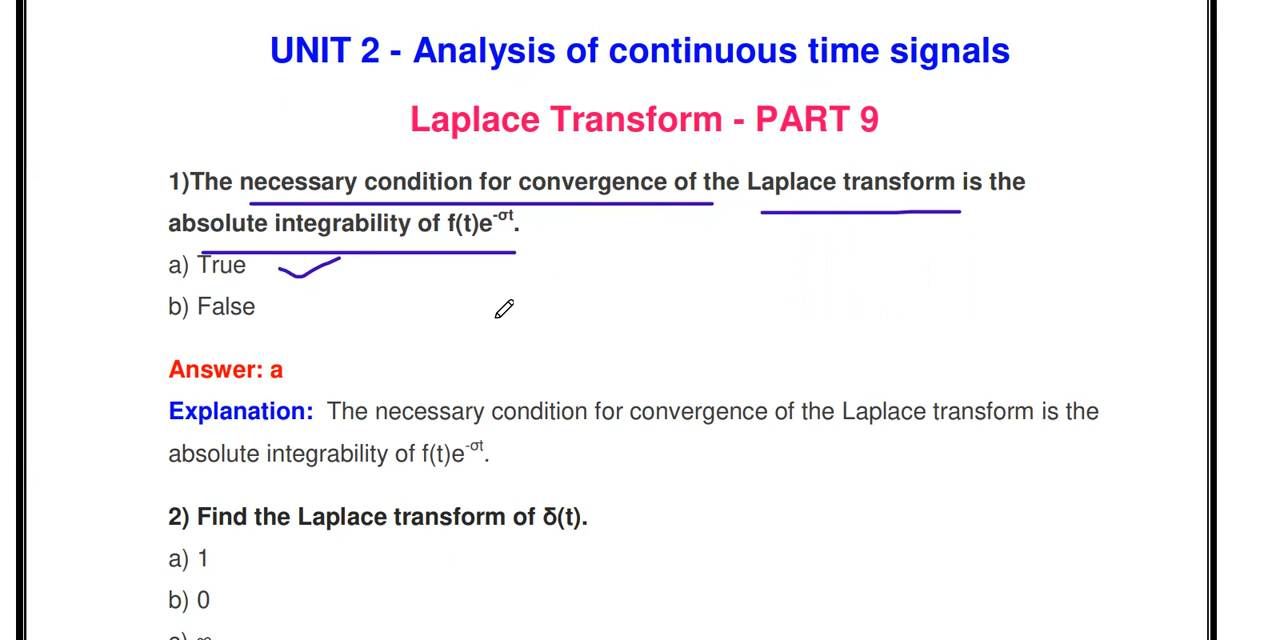 UNIT 2 - Analysis of continuous time signals
Laplace Transform - PART 9
1)The necessary condition for convergence of the Laplace transform is the
absolute integrability of f(t)e^-σt.
a) True
b) False
Answer: a
Explanation: The necessary condition for convergence of the Laplace transform is the
absolute integrability of f(t)e^-σt.
2) Find the Laplace transform of δ(t).
a) 1
b) 0
c) ∞